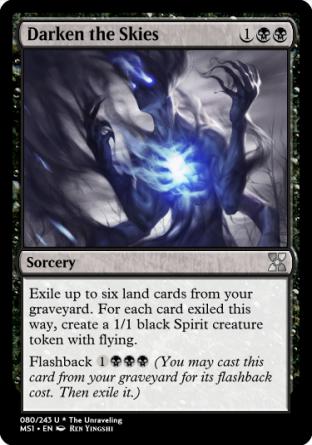 Darken the Skies 1
Sorcery
Exile up to six land cards from your
graveyard. For each card exiled this
way, create a 1/1 black Spirit creature
token with flying.
Flashback 1 (You may cast this
card from your graveyard for its flashback
cost. Then exile it.)
080/243 U * The Unraveling
MS1 • EN Ren Yingshi